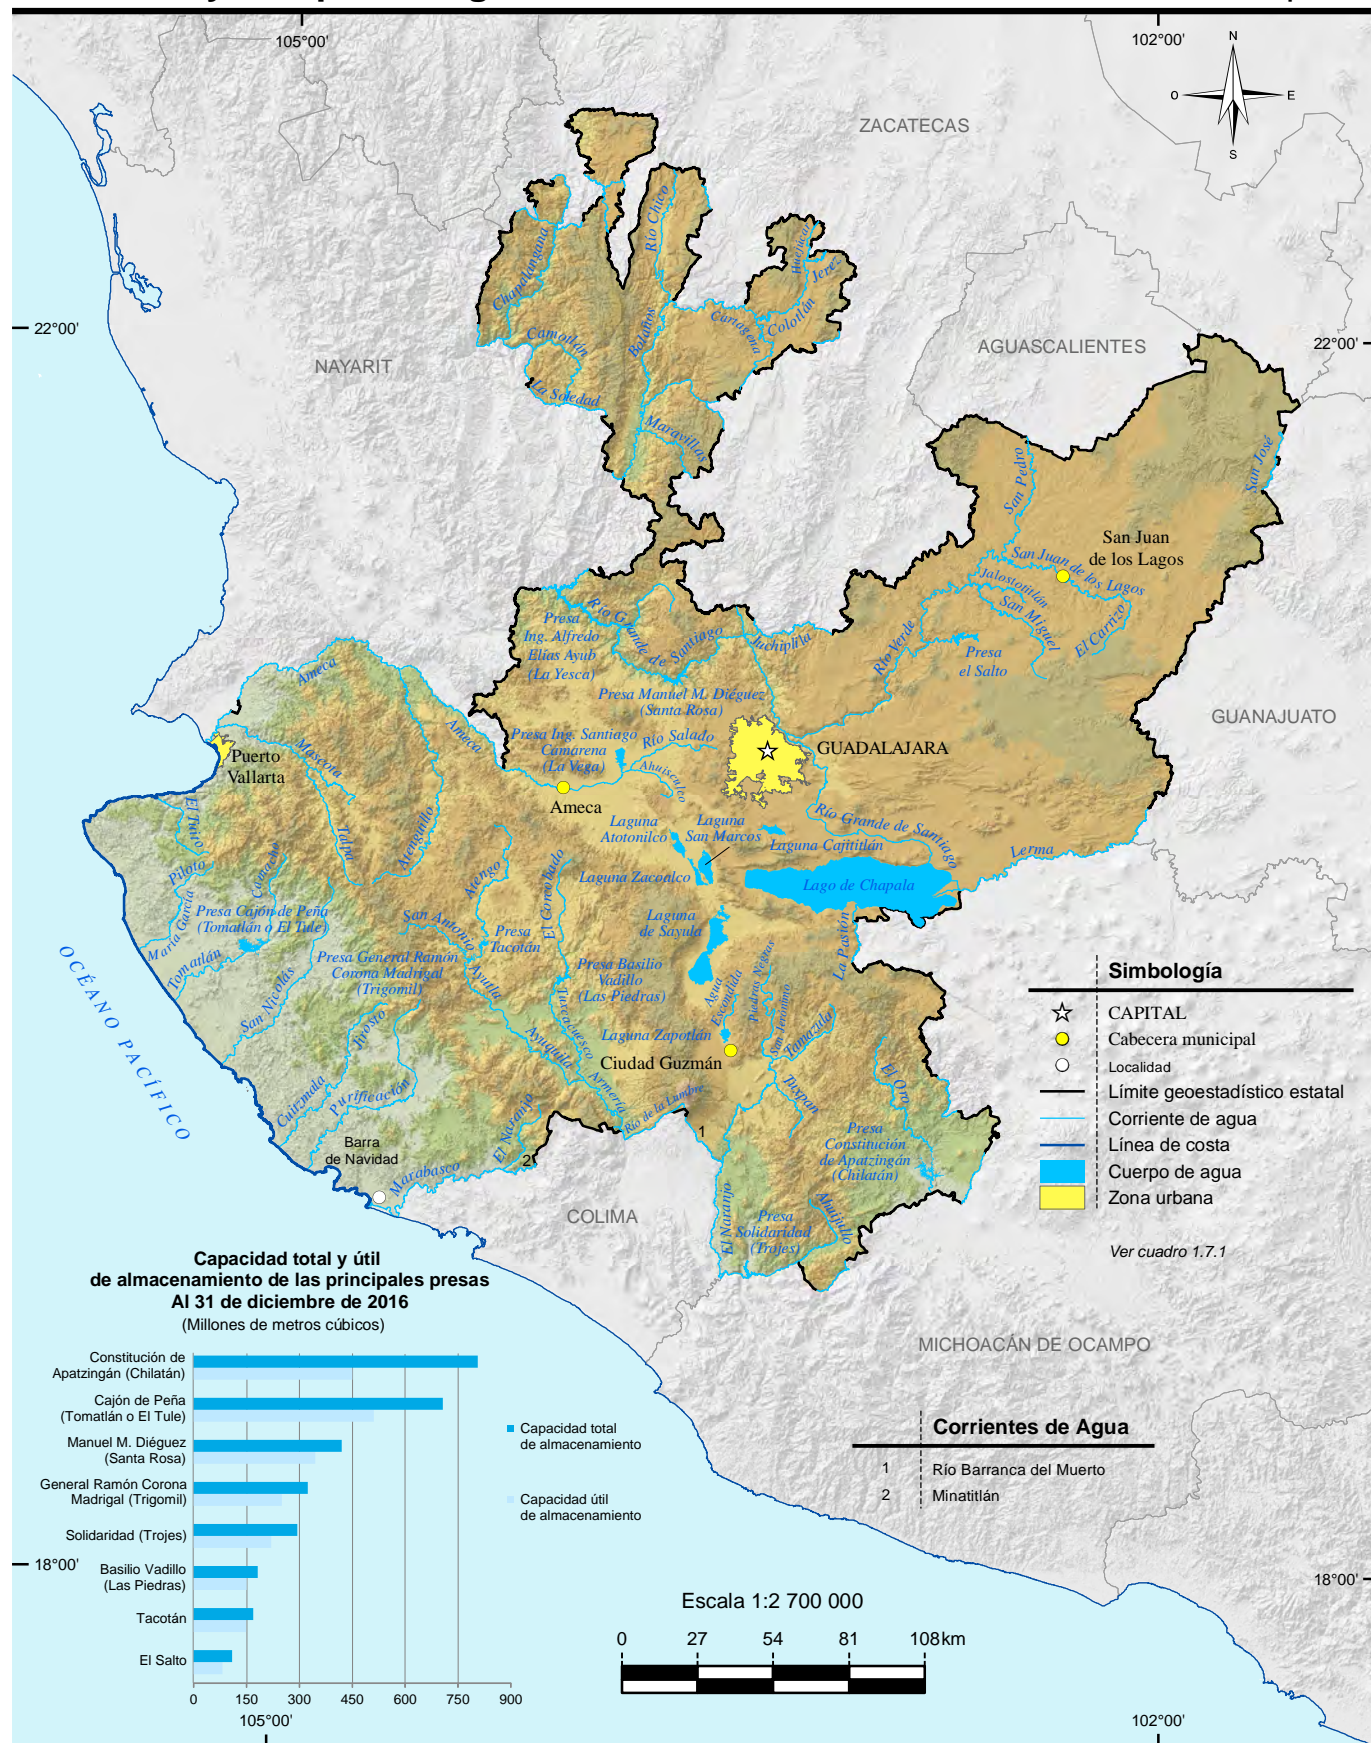 105°00'
102°00'
N
O
E
S
ZACATECAS
22°00'
22°00'
NAYARIT
AGUASCALIENTES
Río Chico
Chapalangana
Huejúcar
Jerez
Colotlán
Cartagena
Camotlán
Bolaños
La Soledad
Maravillas
San Pedro
San José
San Juan
de los Lagos
San Juan de los Lagos
Jalostotitlán
San Miguel
El Carrizo
Río Verde
Presa
el Salto
Río Grande de Santiago
Juchipila
Presa
Ing. Alfredo
Elías Ayub
(La Yesca)
Presa Manuel M. Diéguez
(Santa Rosa)
GUANAJUATO
Ameca
Ameca
Presa Ing. Santiago
Camarena
(La Vega)
Río Salado
Ahuisculco
GUADALAJARA
Puerto
Vallarta
Mascota
Ameca
El Tuito
Talpa
Atenguillo
Laguna
Atotonilco
Laguna
San Marcos
Laguna Cajititlán
Río Grande de Santiago
Lerma
Piloto
Camacho
Atengo
El Corcobado
Laguna Zacoalco
Lago de Chapala
María García
Presa Cajón de Peña
(Tomatlán o El Tule)
San Antonio
Presa
Tacotán
Laguna
de Sayula
La Pasión
Tomatlán
San Nicolás
Presa General Ramón
Corona Madrigal
(Trigomil)
Ayutla
Presa Basilio
Vadillo
(Las Piedras)
Agua
Escondida
Piedras Negras
San Jerónimo
Tamazula
OCÉANO PACÍFICO
Jirosto
Tuxcacuesco
Laguna Zapotlán
Ciudad Guzmán
Ayuquila
Armería
Tuxpan
El Oro
Cuitzmala
Purificación
Río de la Lumbre
1
Barra
de Navidad
El Naranjo
2
Marabasco
Presa
Constitución
de Apatzingán
(Chilatán)
COLIMA
El Naranjo
Presa
Solidaridad
(Trojes)
Ahuijullo
MICHOACÁN DE OCAMPO
Simbología
CAPITAL
Cabecera municipal
Localidad
Límite geoestadístico estatal
Corriente de agua
Línea de costa
Cuerpo de agua
Zona urbana
Ver cuadro 1.7.1
Capacidad total y útil
de almacenamiento de las principales presas
Al 31 de diciembre de 2016
(Millones de metros cúbicos)
Constitución de
Apatzingán (Chilatán)
Cajón de Peña
(Tomatlán o El Tule)
Manuel M. Diéguez
(Santa Rosa)
General Ramón Corona
Madrigal (Trigomil)
Solidaridad (Trojes)
Basilio Vadillo
(Las Piedras)
Tacotán
El Salto
0 150 300 450 600 750 900
Capacidad total
de almacenamiento
Capacidad útil
de almacenamiento
Corrientes de Agua
1 Río Barranca del Muerto
2 Minatitlán
18°00'
18°00'
Escala 1:2 700 000
0 27 54 81 108 km
105°00'
102°00'